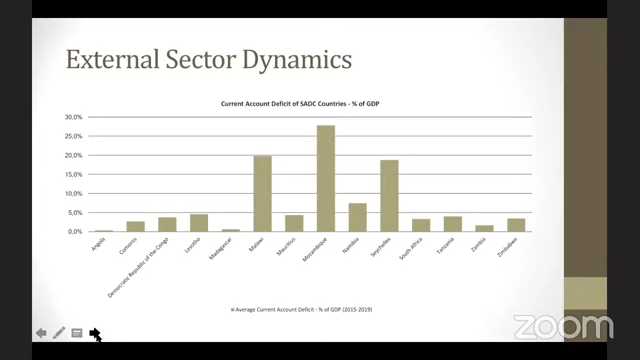 External Sector Dynamics
Current Account Deficit of SADC Countries - % of GDP
30,0%
25,0%
20,0%
15,0%
10,0%
5,0%
0,0%
Angola
Comoros
Democratic Republic of the Congo
Lesotho
Madagascar
Malawi
Mauritius
Mozambique
Namibia
Seychelles
South Africa
Tanzania
Zambia
Zimbabwe
Average Current Account Deficit - % of GDP (2015-2019)
zoom